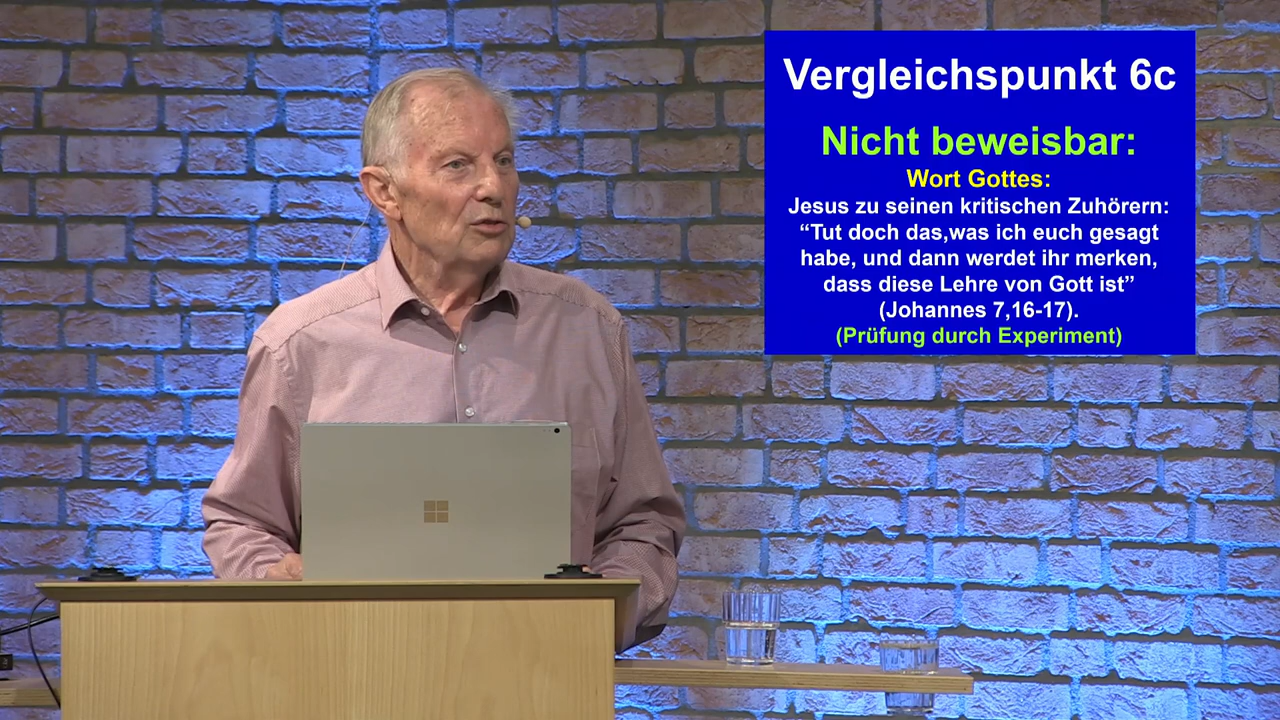 Vergleichspunkt 6c
Nicht beweisbar:
Wort Gottes:
Jesus zu seinen kritischen Zuhörern:
“Tut doch das,was ich euch gesagt
habe, und dann werdet ihr merken,
dass diese Lehre von Gott ist”
(Johannes 7,16-17).
(Prüfung durch Experiment)